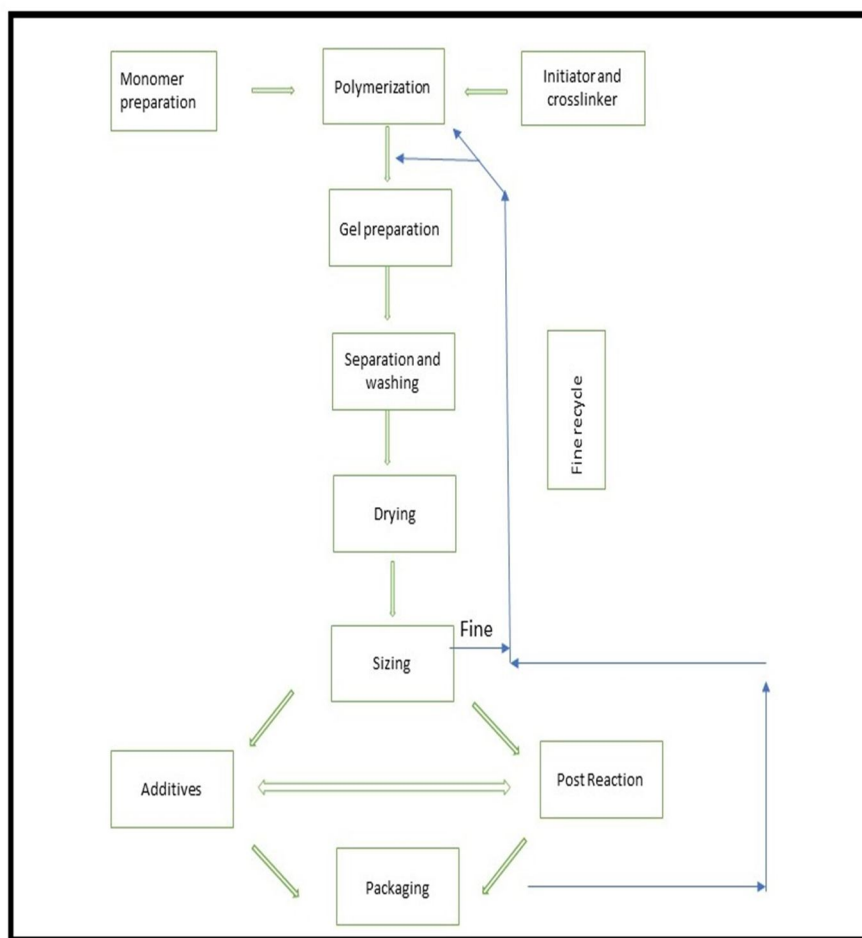 Monomer
preparation
Polymerization
Initiator and
crosslinker
Gel preparation
Separation and
washing
Fine recycle
Drying
Fine
Sizing
Additives
Post Reaction
Packaging